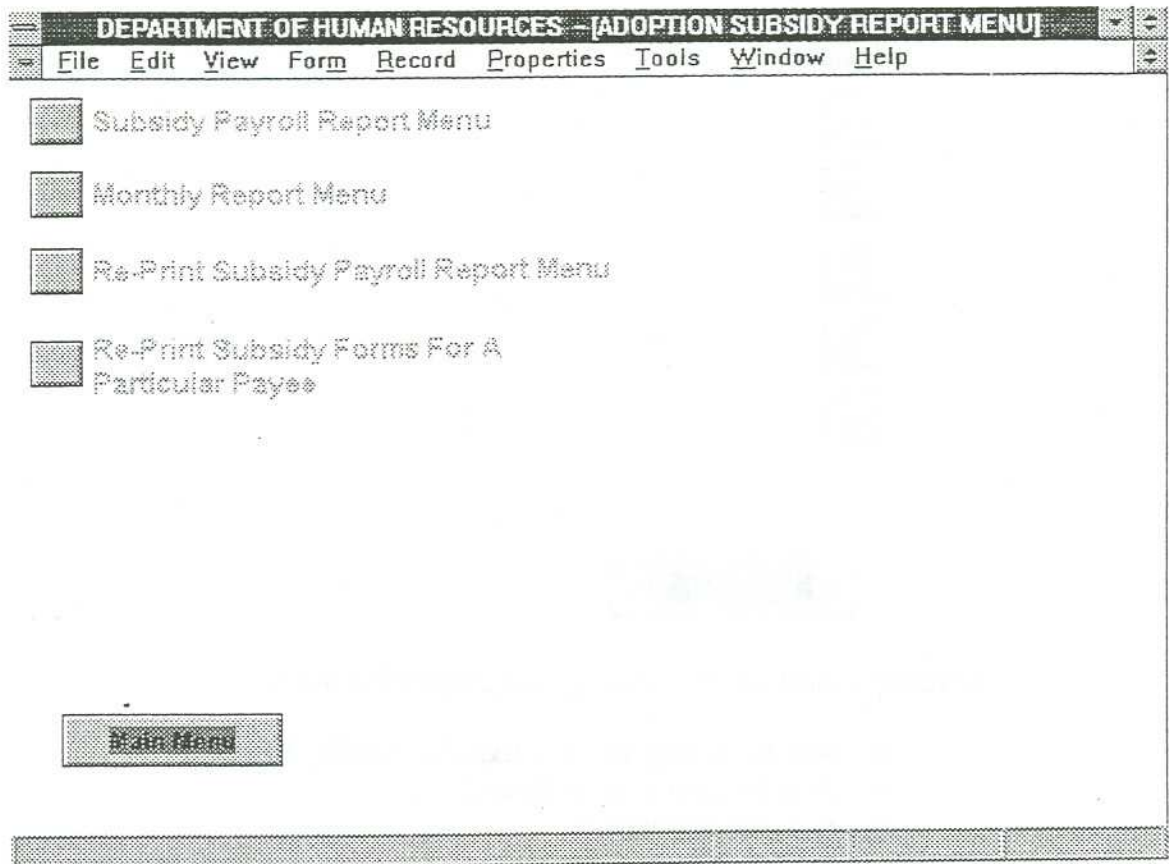 DEPARTMENT OF HUMAN RESOURCES - [ADOPTION SUBSIDY REPORT MENU]
File Edit View Form Record Properties Tools Window Help
Subsidy Payroll Report Menu
Monthly Report Menu
Re-Print Subsidy Payroll Report Menu
Re-Print Subsidy Forms For A
Particular Payee
Main Menu